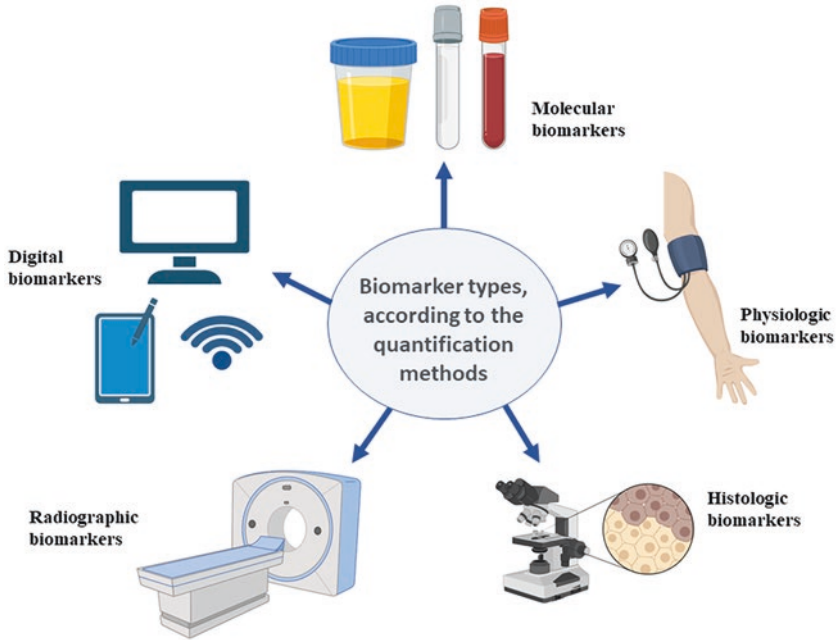 Molecular
biomarkers
Digital
biomarkers
Biomarker types,
according to the
quantification
methods
Physiologic
biomarkers
Radiographic
biomarkers
Histologic
biomarkers